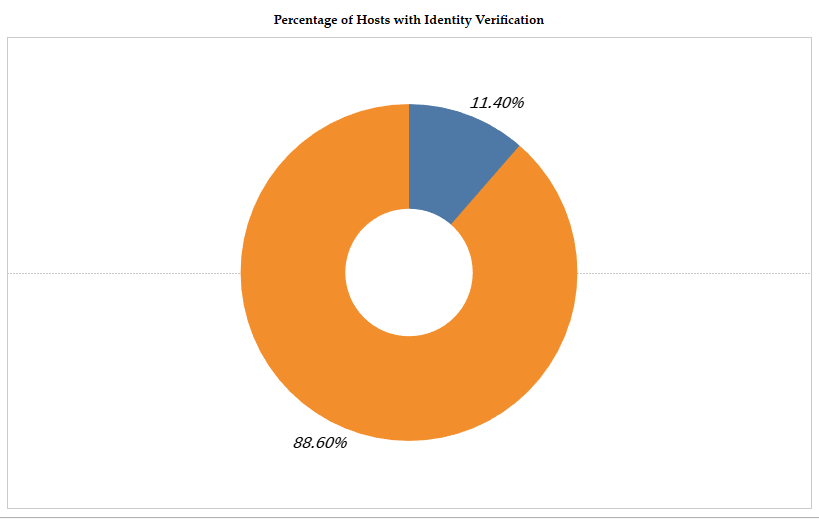 Percentage of Hosts with Identity Verification
11.40%
88.60%